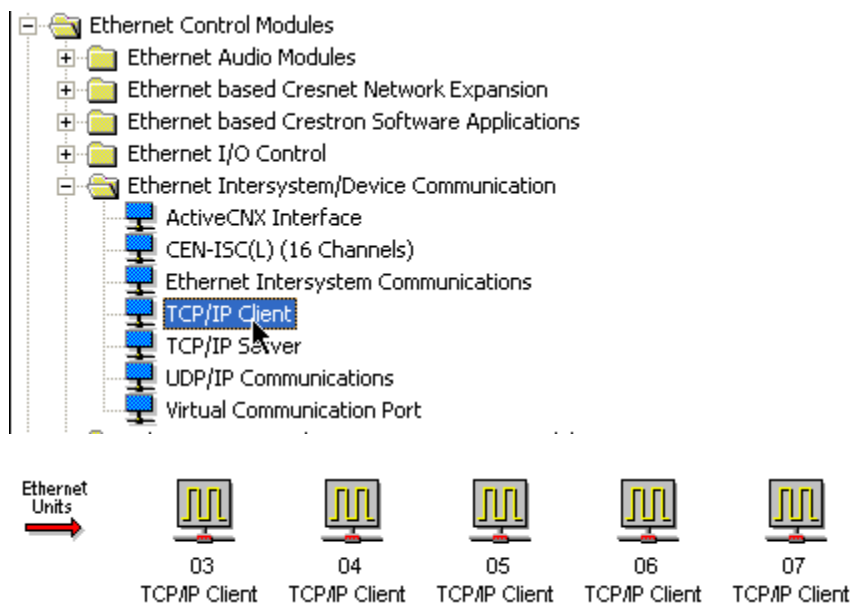 Ethernet Control Modules
Ethernet Audio Modules
Ethernet based Cresnet Network Expansion
Ethernet based Crestron Software Applications
Ethernet I/O Control
Ethernet Intersystem/Device Communication
ActiveCNX Interface
CEN-ISC(L) (16 Channels)
Ethernet Intersystem Communications
TCP/IP Client
TCP/IP Server
UDP/IP Communications
Virtual Communication Port
Ethernet
Units
03 04 05 06 07
TCP/IP Client TCP/IP Client TCP/IP Client TCP/IP Client TCP/IP Client